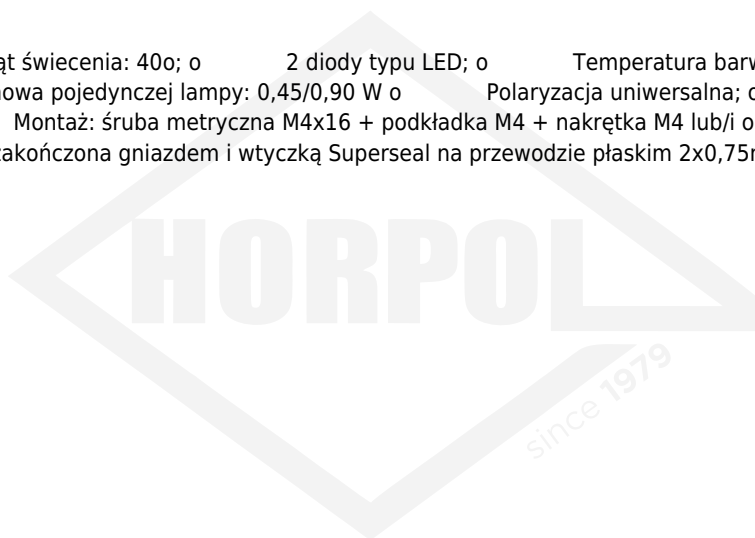 ąt świecenia: 40o; o 2 diody typu LED; o Temperatura barw
owa pojedynczej lampy: 0,45/0,90 W o Polaryzacja uniwersalna; o
Montaż: śruba metryczna M4x16 + podkładka M4 + nakrętka M4 lub/i o
zakończona gniazdem i wtyczką Superseal na przewodzie płaskim 2x0,75
HORPOL
since 1979